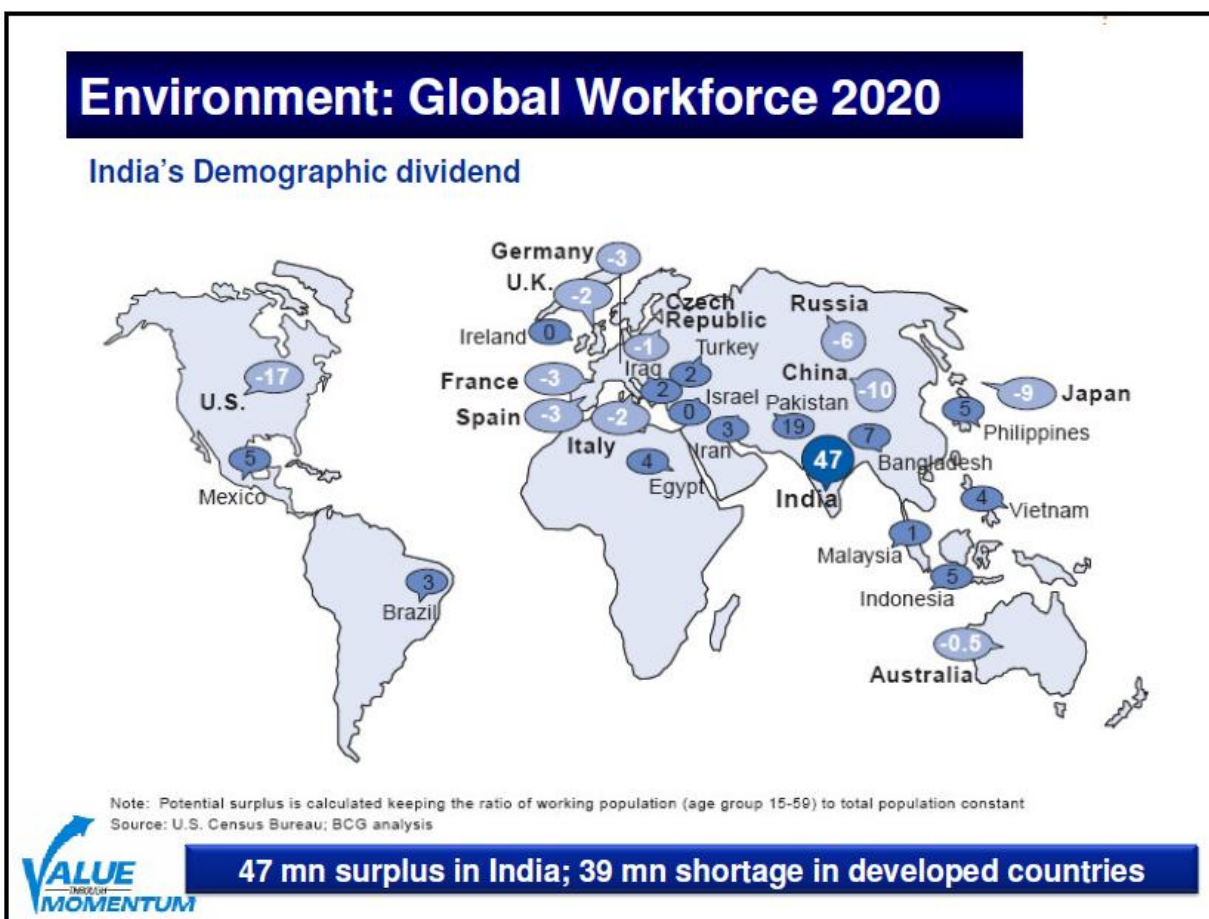 Environment: Global Workforce 2020
India's Demographic dividend
Germany
-3
U.K.
-2
Ireland
0
Czech
Republic
-1
Russia
-6
Turkey
2
Iraq
2
U.S.
-17
France
-3
Spain
-3
Italy
-2
Israel
0
Iran
3
Pakistan
19
China
-10
Japan
-9
Philippines
5
Bangladesh
7
India
47
Egypt
4
Mexico
5
Vietnam
4
Malaysia
1
Indonesia
5
Brazil
3
Australia
-0.5
Note: Potential surplus is calculated keeping the ratio of working population (age group 15-59) to total population constant
Source: U.S. Census Bureau; BCG analysis
VALUE
THROUGH
MOMENTUM
47 mn surplus in India; 39 mn shortage in developed countries